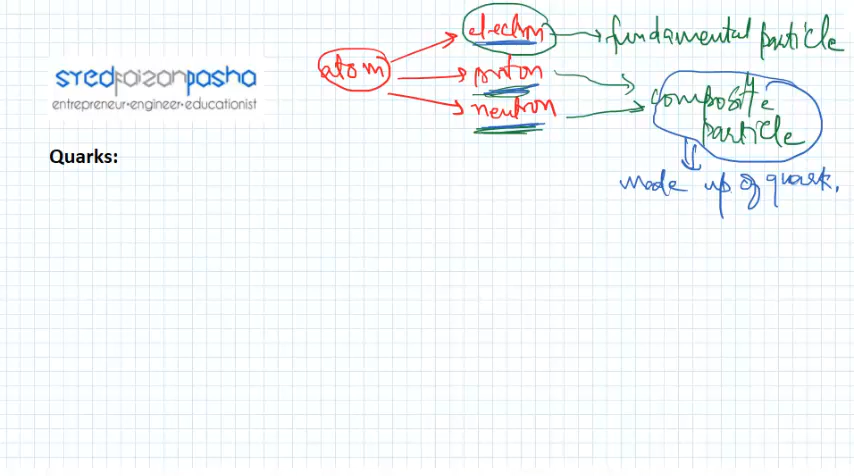 electron
fundamental particle
atom
proton
neutron
composite
particle
made up of quark.
syedfaizanpasha
entrepreneur•engineer•educationist
Quarks: